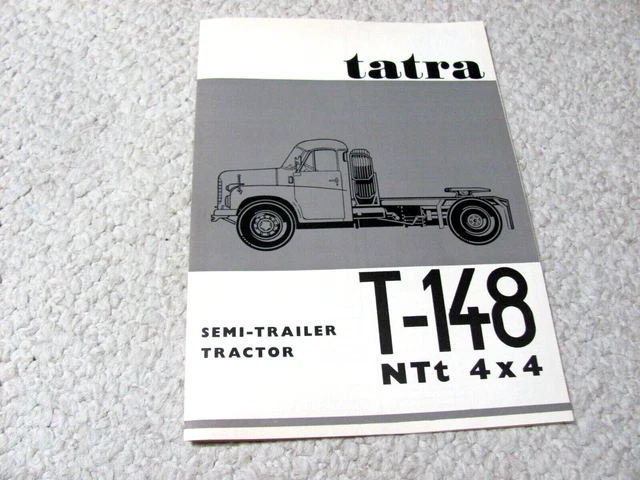 tatra
T-148
SEMI-TRAILER
TRACTOR
NTt 4x4